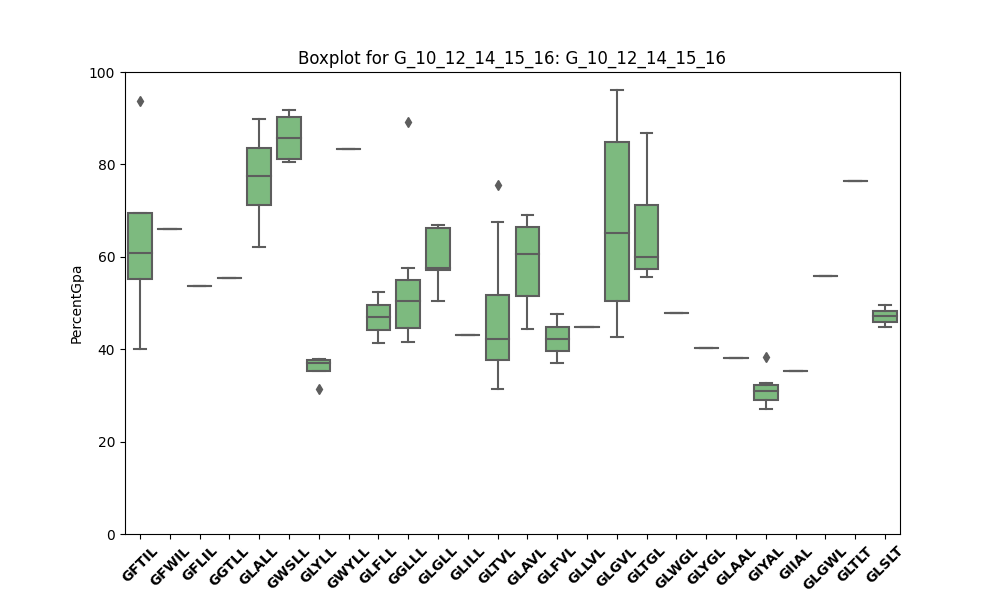 Boxplot for G_10_12_14_15_16: G_10_12_14_15_16
100
80
60
40
20
0
PercentGpa
GFTIL
GFWIL
GFLIL
GGTLL
GLALL
GWSLL
GLYLL
GWYLL
GLFLL
GGLLL
GLGLL
GLILL
GLTVL
GLAVL
GLFVL
GLLVL
GLGVL
GLTGL
GLWGL
GLYGL
GLAAL
GIYAL
GIIAL
GLGWL
GLTLT
GLSLT